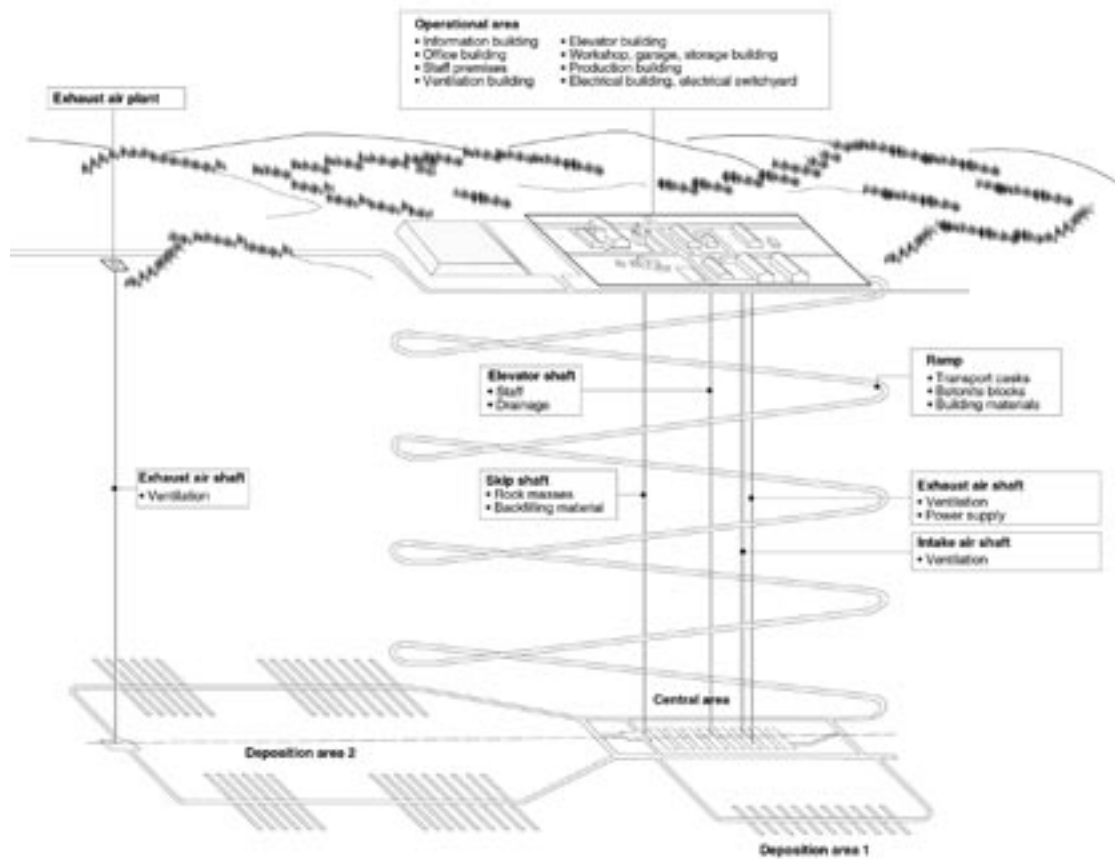 Operational area
• Information building
• Office building
• Staff premises
• Ventilation building
• Elevator building
• Workshop, garage, storage building
• Production building
• Electrical building, electrical switchyard
Exhaust air plant
Elevator shaft
• Staff
• Drainage
Ramp
• Transport casks
• Betonite blocks
• Building materials
Exhaust air shaft
• Ventilation
Skip shaft
• Rock masses
• Backfilling material
Exhaust air shaft
• Ventilation
• Power supply
Intake air shaft
• Ventilation
Central area
Deposition area 2
Deposition area 1